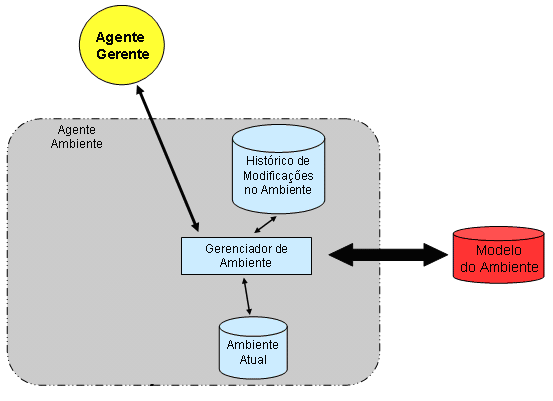 Agente
Gerente
Agente
Ambiente
Histórico de
Modificações
no Ambiente
Gerenciador de
Ambiente
Modelo
do Ambiente
Ambiente
Atual